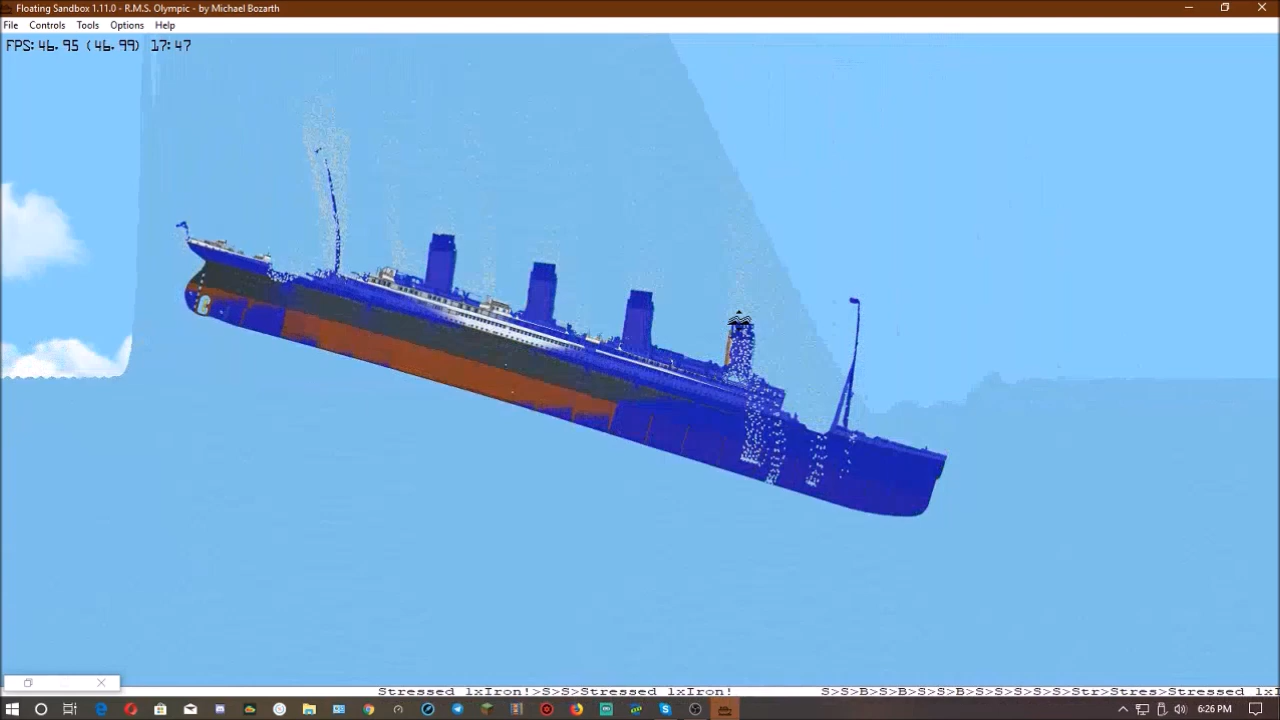 Floating Sandbox 1.11.0 - R.M.S. Olympic - by Michael Bozarth
File Controls Tools Options Help
FPS:46.95 (46.99) 17:47
Stressed 1xIron!>S>S>Stressed 1xIron! S>S>B>S>B>S>S>B>S>S>S>S>S>Str>Stres>Stressed 1xI
6:26 PM